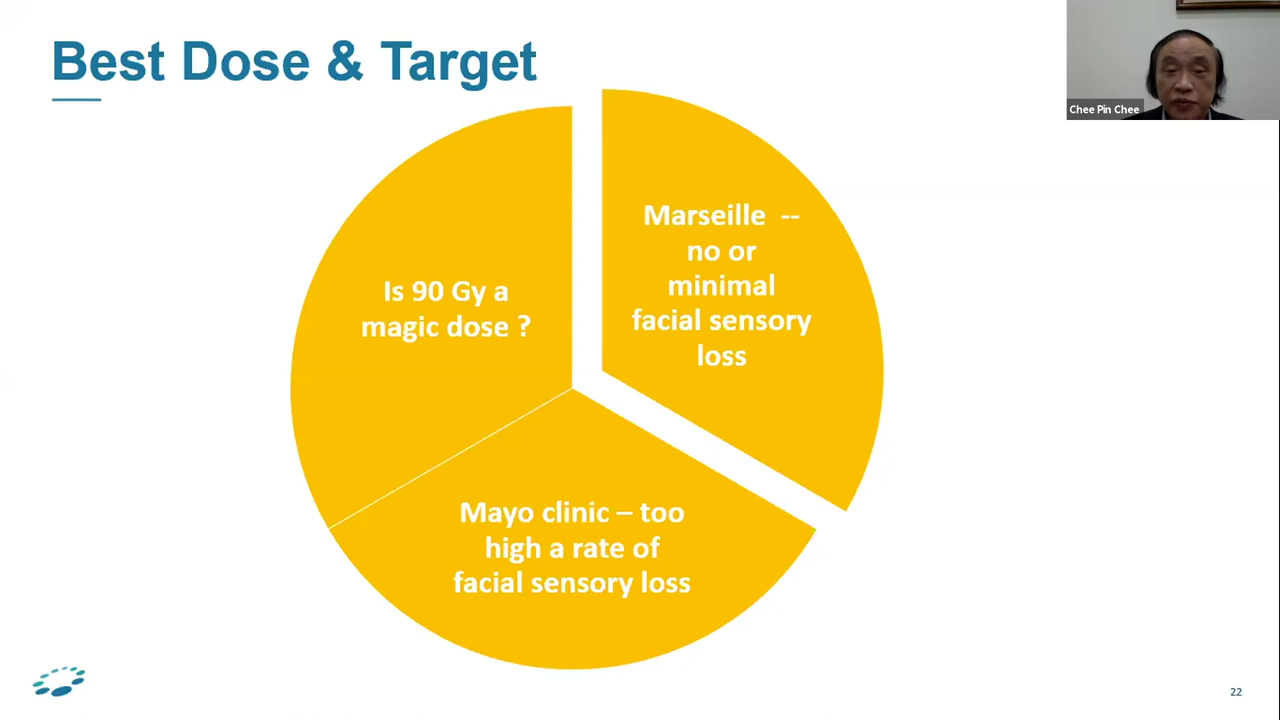 Best Dose & Target
Chee Pin Chee
Marseille --
no or
minimal
facial sensory
loss
Is 90 Gy a
magic dose ?
Mayo clinic – too
high a rate of
facial sensory loss
22